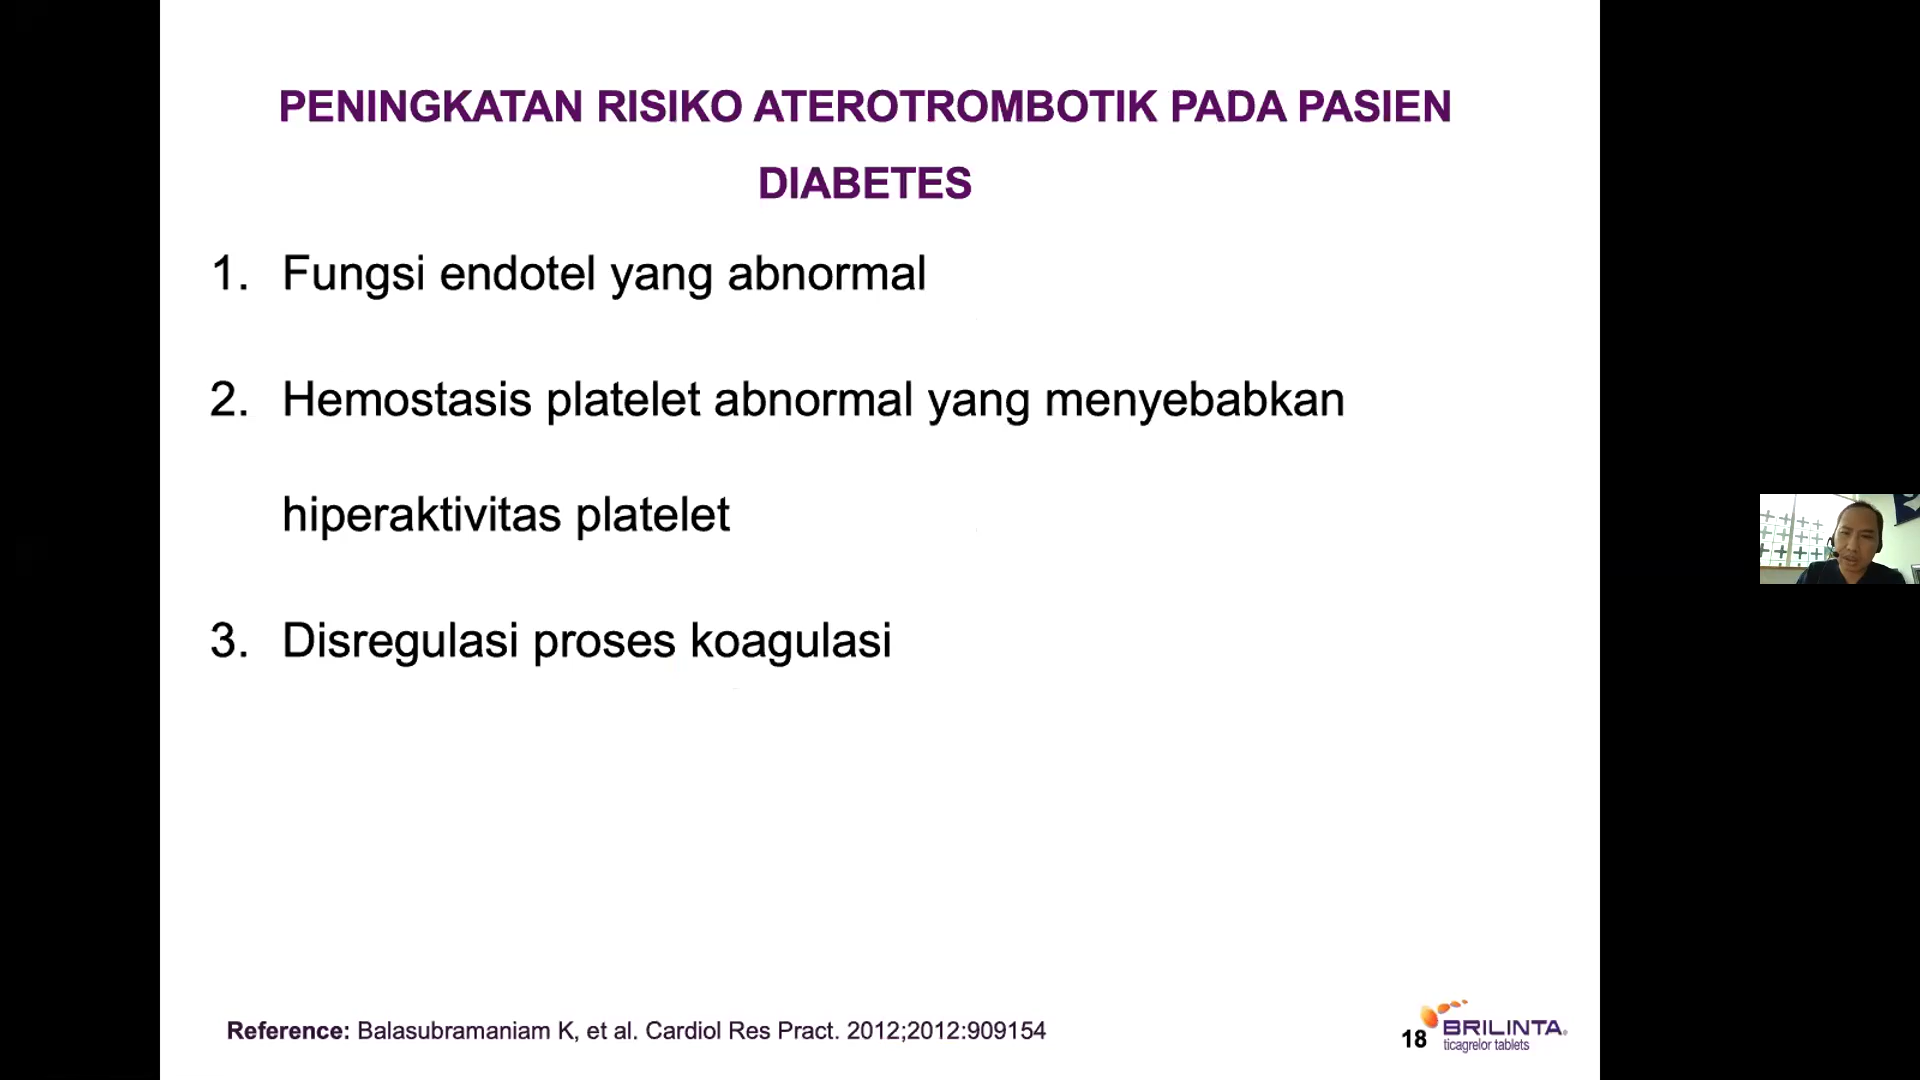 PENINGKATAN RISIKO ATEROTROMBOTIK PADA PASIEN
DIABETES
1. Fungsi endotel yang abnormal
2. Hemostasis platelet abnormal yang menyebabkan
hiperaktivitas platelet
3. Disregulasi proses koagulasi
Reference: Balasubramaniam K, et al. Cardiol Res Pract. 2012;2012:909154
18
BRILINTA®
ticagrelor tablets